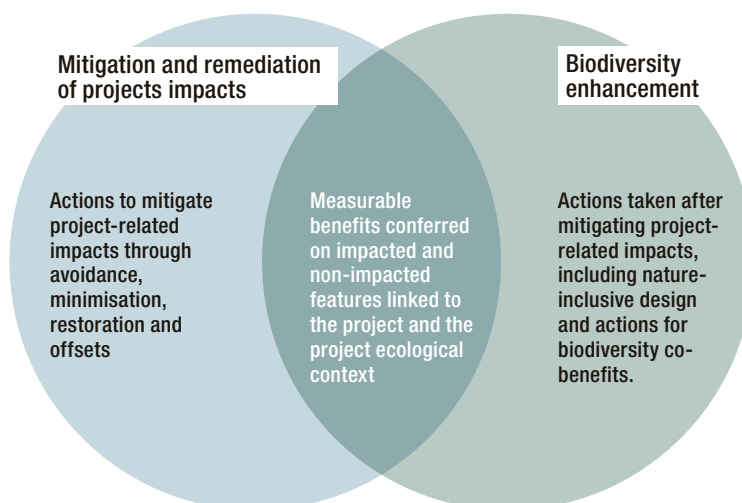 Mitigation and remediation
of projects impacts
Biodiversity
enhancement
Actions to mitigate
project-related
impacts through
avoidance,
minimisation,
restoration and
offsets
Measurable
benefits conferred
on impacted and
non-impacted
features linked to
the project and the
project ecological
context
Actions taken after
mitigating project-
related impacts,
including nature-
inclusive design
and actions for
biodiversity co-
benefits.